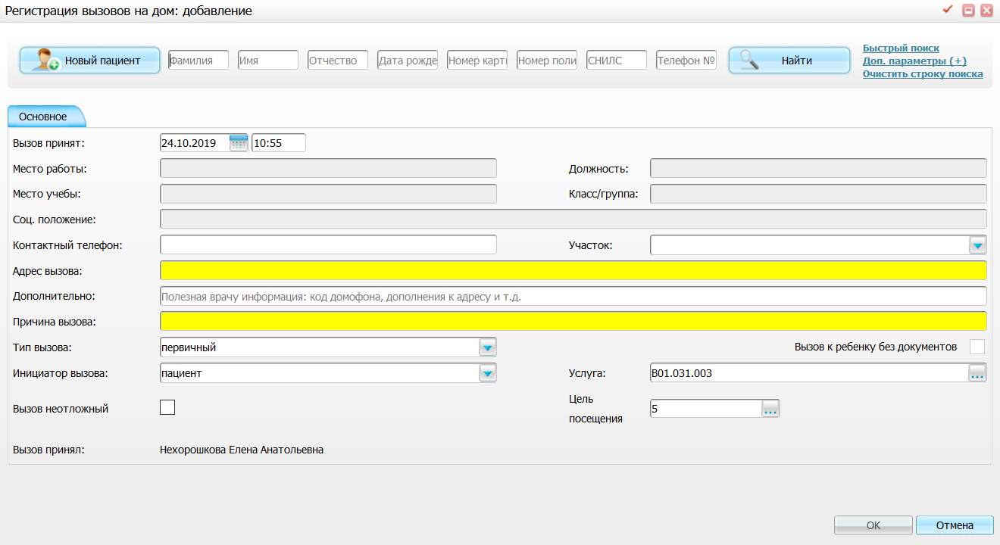 Регистрация вызовов на дом: добавление
Новый пациент Фамилия Имя Отчество Дата рожде Номер карт Номер поли СНИЛС Телефон № Найти
Быстрый поиск
Доп. параметры (+)
Очистить строку поиска
Основное
Вызов принят: 24.10.2019 10:55
Место работы: Должность:
Место учебы: Класс/группа:
Соц. положение:
Контактный телефон: Участок:
Адрес вызова:
Дополнительно: Полезная врачу информация: код домофона, дополнения к адресу и т.д.
Причина вызова:
Тип вызова: первичный Вызов к ребенку без документов
Инициатор вызова: пациент Услуга: B01.031.003
Вызов неотложный Цель
посещения 5
Вызов принял: Нехорошкова Елена Анатольевна
ОК Отмена